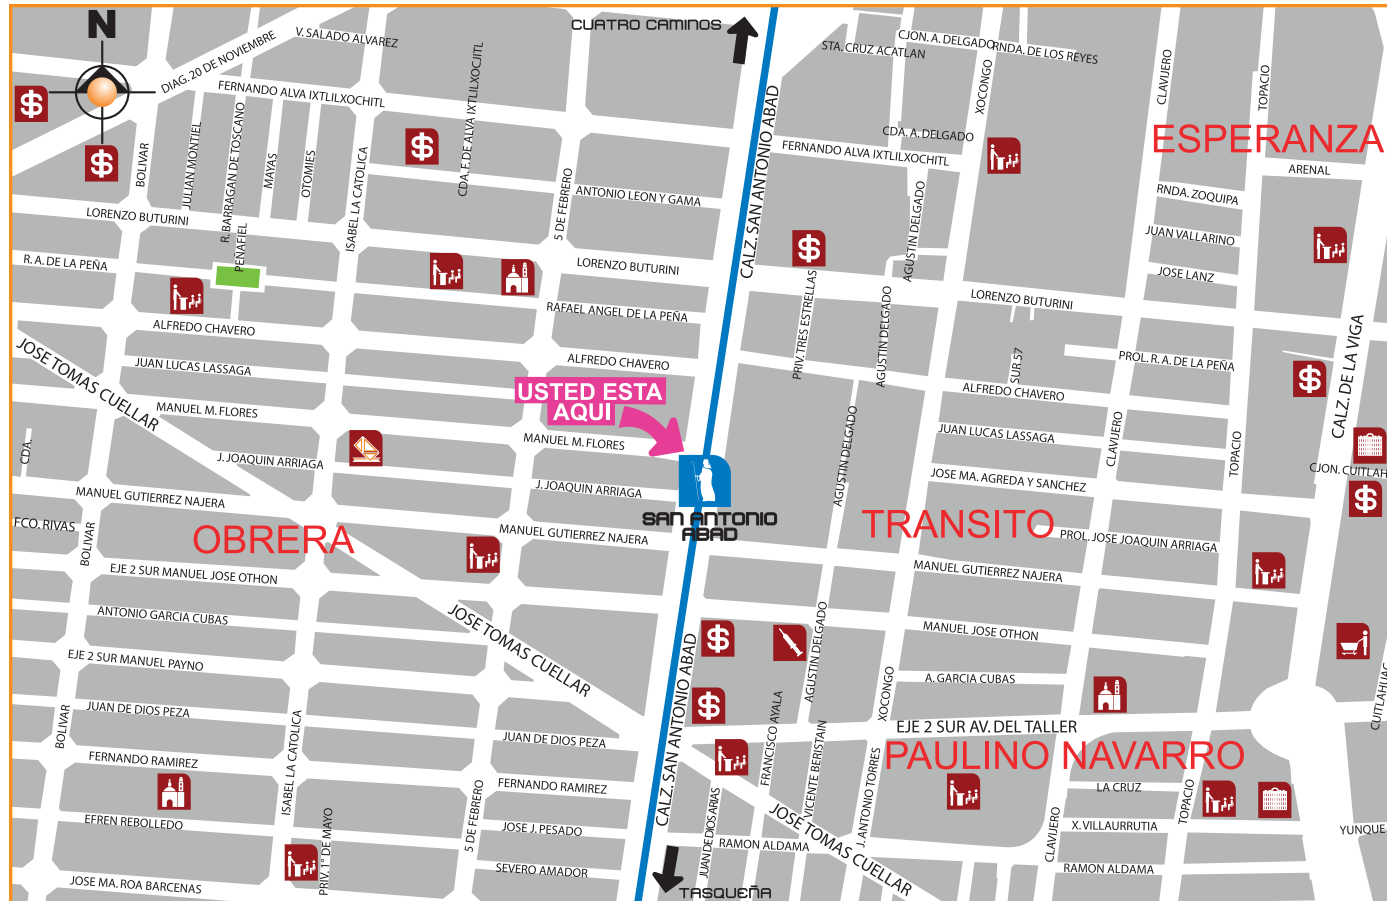 N
CUATRO CAMINOS
V. SALADO ALVAREZ
DIAG. 20 DE NOVIEMBRE
FERNANDO ALVA IXTLILXOCHITL
CDA. F. DE ALVA IXTLILXOCJITL
STA. CRUZ ACATLAN
CJON. A. DELGADO
RNDA. DE LOS REYES
XOCONGO
CLAVIJERO
TOPACIO
ESPERANZA
CDA. A. DELGADO
FERNANDO ALVA IXTLILXOCHITL
ARENAL
RNDA. ZOQUIPA
JUAN VALLARINO
JOSE LANZ
BOLIVAR
JULIAN MONTIEL
R. BARRAGAN DE TOSCANO
PEÑAFIEL
MAYAS
OTOMIES
ISABEL LA CATOLICA
5 DE FEBRERO
ANTONIO LEON Y GAMA
CALZ. SAN ANTONIO ABAD
CALZ. SAN ANTONIO ABAD
AGUSTIN DELGADO
LORENZO BUTURINI
LORENZO BUTURINI
LORENZO BUTURINI
R. A. DE LA PEÑA
RAFAEL ANGEL DE LA PEÑA
PRIV. TRES ESTRELLAS
AGUSTIN DELGADO
SUR 57
PROL. R. A. DE LA PEÑA
CALZ. DE LA VIGA
ALFREDO CHAVERO
ALFREDO CHAVERO
ALFREDO CHAVERO
JOSE TOMAS CUELLAR
JUAN LUCAS LASSAGA
JUAN LUCAS LASSAGA
USTED ESTA
AQUI
MANUEL M. FLORES
MANUEL M. FLORES
AGUSTIN DELGADO
CLAVIJERO
TOPACIO
CDA.
J. JOAQUIN ARRIAGA
J. JOAQUIN ARRIAGA
JOSE MA. AGREDA Y SANCHEZ
CJON. CUITLAH
MANUEL GUTIERREZ NAJERA
MANUEL GUTIERREZ NAJERA
MANUEL GUTIERREZ NAJERA
SAN ANTONIO
ABAD
TRANSITO
PROL. JOSE JOAQUIN ARRIAGA
FCO. RIVAS
BOLIVAR
OBRERA
EJE 2 SUR MANUEL JOSE OTHON
MANUEL JOSE OTHON
ANTONIO GARCIA CUBAS
A. GARCIA CUBAS
JOSE TOMAS CUELLAR
CALZ. SAN ANTONIO ABAD
AGUSTIN DELGADO
XOCONGO
EJE 2 SUR MANUEL PAYNO
EJE 2 SUR AV. DEL TALLER
CUITLAHUAC
JUAN DE DIOS PEZA
JUAN DE DIOS PEZA
BOLIVAR
ISABEL LA CATOLICA
5 DE FEBRERO
CALZ. SAN ANTONIO ABAD
FRANCISCO AYALA
VICENTE BERISTAIN
J. ANTONIO TORRES
PAULINO NAVARRO
FERNANDO RAMIREZ
FERNANDO RAMIREZ
LA CRUZ
TOPACIO
EFREN REBOLLEDO
JOSE J. PESADO
JUAN DE DIOS ARIAS
RAMON ALDAMA
JOSE TOMAS CUELLAR
CLAVIJERO
X. VILLAURRUTIA
YUNQUE
PRIV. 1° DE MAYO
SEVERO AMADOR
RAMON ALDAMA
JOSE MA. ROA BARCENAS
TASQUEÑA